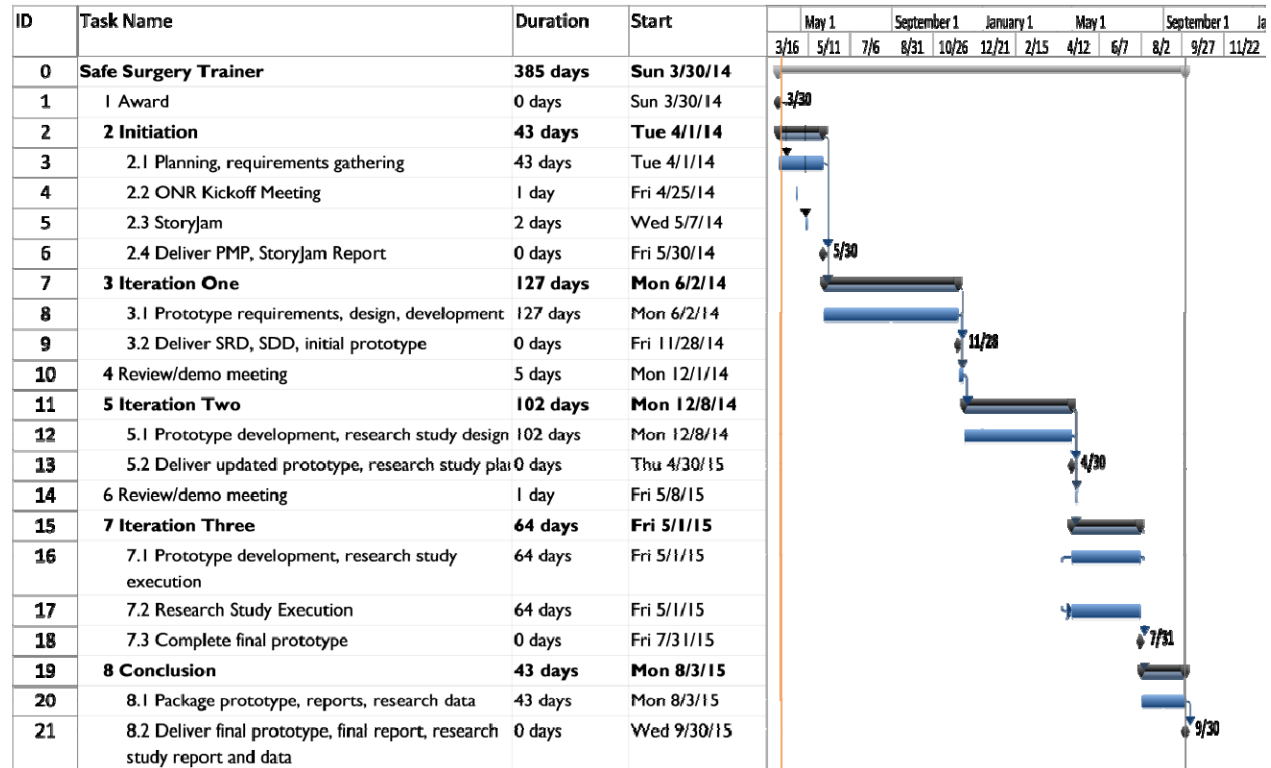 ID Task Name Duration Start May 1 September 1 January 1 May 1 September 1 Ja
3/16 5/11 7/6 8/31 10/26 12/21 2/15 4/12 6/7 8/2 9/27 11/22
0 Safe Surgery Trainer 385 days Sun 3/30/14
1 1 Award 0 days Sun 3/30/14 3/30
2 2 Initiation 43 days Tue 4/1/14
3 2.1 Planning, requirements gathering 43 days Tue 4/1/14
4 2.2 ONR Kickoff Meeting 1 day Fri 4/25/14
5 2.3 StoryJam 2 days Wed 5/7/14
6 2.4 Deliver PMP, StoryJam Report 0 days Fri 5/30/14 5/30
7 3 Iteration One 127 days Mon 6/2/14
8 3.1 Prototype requirements, design, development 127 days Mon 6/2/14
9 3.2 Deliver SRD, SDD, initial prototype 0 days Fri 11/28/14 11/28
10 4 Review/demo meeting 5 days Mon 12/1/14
11 5 Iteration Two 102 days Mon 12/8/14
12 5.1 Prototype development, research study design 102 days Mon 12/8/14
13 5.2 Deliver updated prototype, research study plan 0 days Thu 4/30/15 4/30
14 6 Review/demo meeting 1 day Fri 5/8/15
15 7 Iteration Three 64 days Fri 5/1/15
16 7.1 Prototype development, research study 64 days Fri 5/1/15
execution
17 7.2 Research Study Execution 64 days Fri 5/1/15
18 7.3 Complete final prototype 0 days Fri 7/31/15 7/31
19 8 Conclusion 43 days Mon 8/3/15
20 8.1 Package prototype, reports, research data 43 days Mon 8/3/15
21 8.2 Deliver final prototype, final report, research 0 days Wed 9/30/15 9/30
study report and data